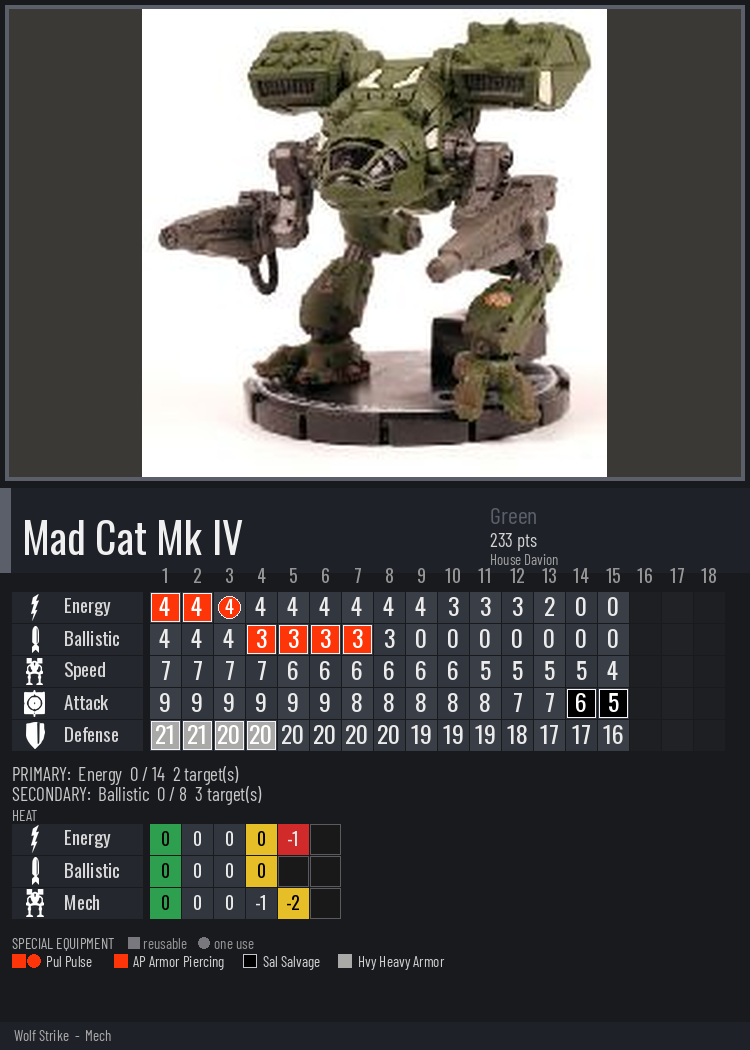 Mad Cat Mk IV
Green
233 pts
House Davion
1 2 3 4 5 6 7 8 9 10 11 12 13 14 15 16 17 18
Energy 4 4 4 4 4 4 4 4 4 3 3 3 2 0 0
Ballistic 4 4 4 3 3 3 3 3 0 0 0 0 0 0 0
Speed 7 7 7 7 6 6 6 6 6 6 5 5 5 5 4
Attack 9 9 9 9 9 9 8 8 8 8 8 7 7 6 5
Defense 21 21 20 20 20 20 20 20 19 19 19 18 17 17 16
PRIMARY: Energy 0 / 14 2 target(s)
SECONDARY: Ballistic 0 / 8 3 target(s)
HEAT
Energy 0 0 0 0 -1
Ballistic 0 0 0 0
Mech 0 0 0 -1 -2
SPECIAL EQUIPMENT reusable one use
Pul Pulse AP Armor Piercing Sal Salvage Hvy Heavy Armor
Wolf Strike - Mech